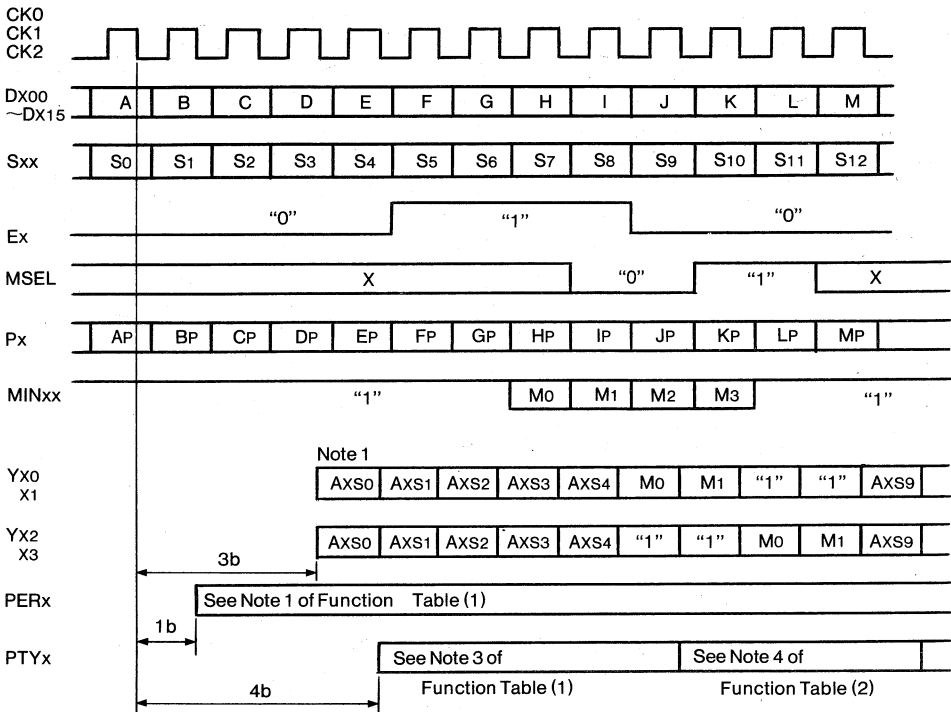 CK0
CK1
CK2
DX00
~DX15 A B C D E F G H I J K L M
Sxx S0 S1 S2 S3 S4 S5 S6 S7 S8 S9 S10 S11 S12
Ex “0” “1” “0”
MSEL X “0” “1” X
Px AP BP CP DP EP FP GP HP IP JP KP LP MP
MINxx “1” M0 M1 M2 M3 “1”
Note 1
YX0
X1 AXS0 AXS1 AXS2 AXS3 AXS4 M0 M1 “1” “1” AXS9
YX2
X3 AXS0 AXS1 AXS2 AXS3 AXS4 “1” “1” M0 M1 AXS9
3b
PERx See Note 1 of Function Table (1)
1b
PTYx See Note 3 of See Note 4 of
Function Table (1) Function Table (2)
4b